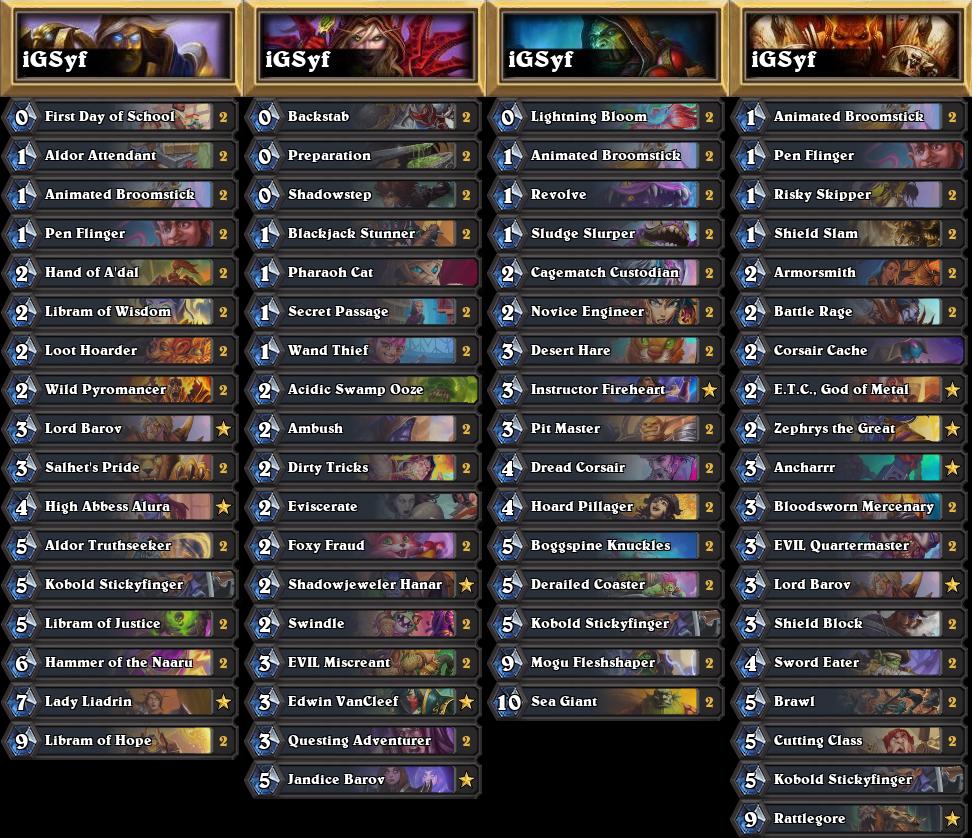 iGSyf
0 First Day of School 2
1 Aldor Attendant 2
1 Animated Broomstick 2
1 Pen Flinger 2
2 Hand of A'dal 2
2 Libram of Wisdom 2
2 Loot Hoarder 2
2 Wild Pyromancer 2
3 Lord Barov
3 Salhet's Pride 2
4 High Abbess Alura
5 Aldor Truthseeker 2
5 Kobold Stickyfinger
5 Libram of Justice 2
6 Hammer of the Naaru 2
7 Lady Liadrin
9 Libram of Hope 2
iGSyf
0 Backstab 2
0 Preparation 2
0 Shadowstep 2
1 Blackjack Stunner 2
1 Pharaoh Cat
1 Secret Passage 2
1 Wand Thief 2
2 Acidic Swamp Ooze
2 Ambush 2
2 Dirty Tricks 2
2 Eviscerate
2 Foxy Fraud 2
2 Shadowjeweler Hanar
2 Swindle 2
3 EVIL Miscreant 2
3 Edwin VanCleef
3 Questing Adventurer 2
5 Jandice Barov
iGSyf
0 Lightning Bloom 2
1 Animated Broomstick 2
1 Revolve 2
1 Sludge Slurper 2
2 Cagematch Custodian 2
2 Novice Engineer 2
3 Desert Hare 2
3 Instructor Fireheart
3 Pit Master 2
4 Dread Corsair 2
4 Hoard Pillager 2
5 Boggspine Knuckles 2
5 Derailed Coaster 2
5 Kobold Stickyfinger
9 Mogu Fleshshaper 2
10 Sea Giant 2
iGSyf
1 Animated Broomstick 2
1 Pen Flinger
1 Risky Skipper 2
1 Shield Slam 2
2 Armorsmith 2
2 Battle Rage 2
2 Corsair Cache
2 E.T.C., God of Metal
2 Zephrys the Great
3 Ancharrr
3 Bloodsworn Mercenary 2
3 EVIL Quartermaster 2
3 Lord Barov
3 Shield Block 2
4 Sword Eater 2
5 Brawl 2
5 Cutting Class 2
5 Kobold Stickyfinger
9 Rattlegore